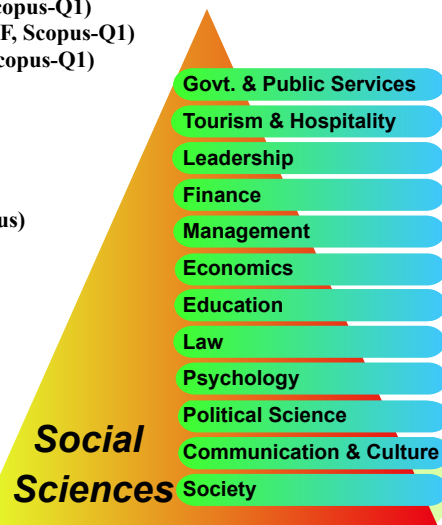 copus-Q1)
F, Scopus-Q1)
copus-Q1)
us)
Govt. & Public Services
Tourism & Hospitality
Leadership
Finance
Management
Economics
Education
Law
Psychology
Political Science
Communication & Culture
Society
Social
Sciences